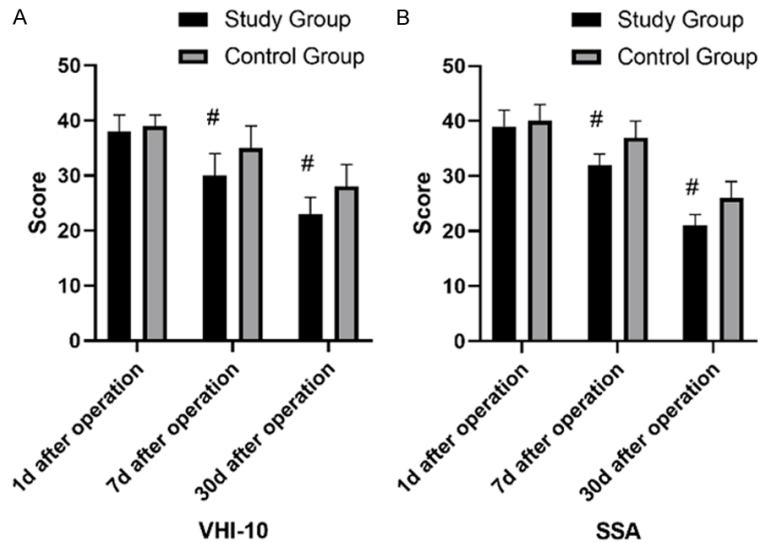 A
Study Group
Control Group
50
40
30
20
10
0
Score
#
#
1d after operation
7d after operation
30d after operation
VHI-10
B
Study Group
Control Group
50
40
30
20
10
0
Score
#
#
1d after operation
7d after operation
30d after operation
SSA